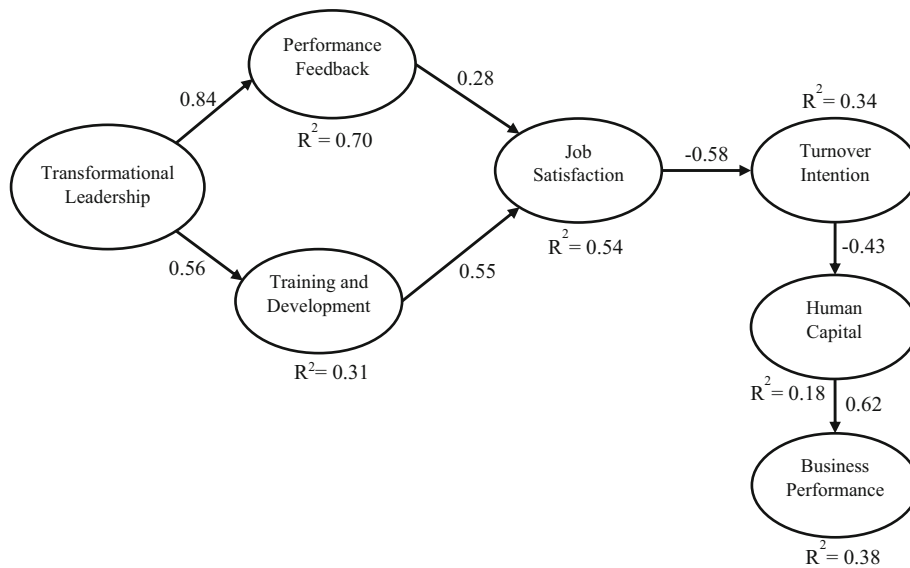 Performance
Feedback
0.84
0.28
R²= 0.70
Transformational
Leadership
Job
Satisfaction
-0.58
R²= 0.34
Turnover
Intention
0.56
0.55
R²= 0.54
Training and
Development
R²= 0.31
-0.43
Human
Capital
R²= 0.18
0.62
Business
Performance
R²= 0.38